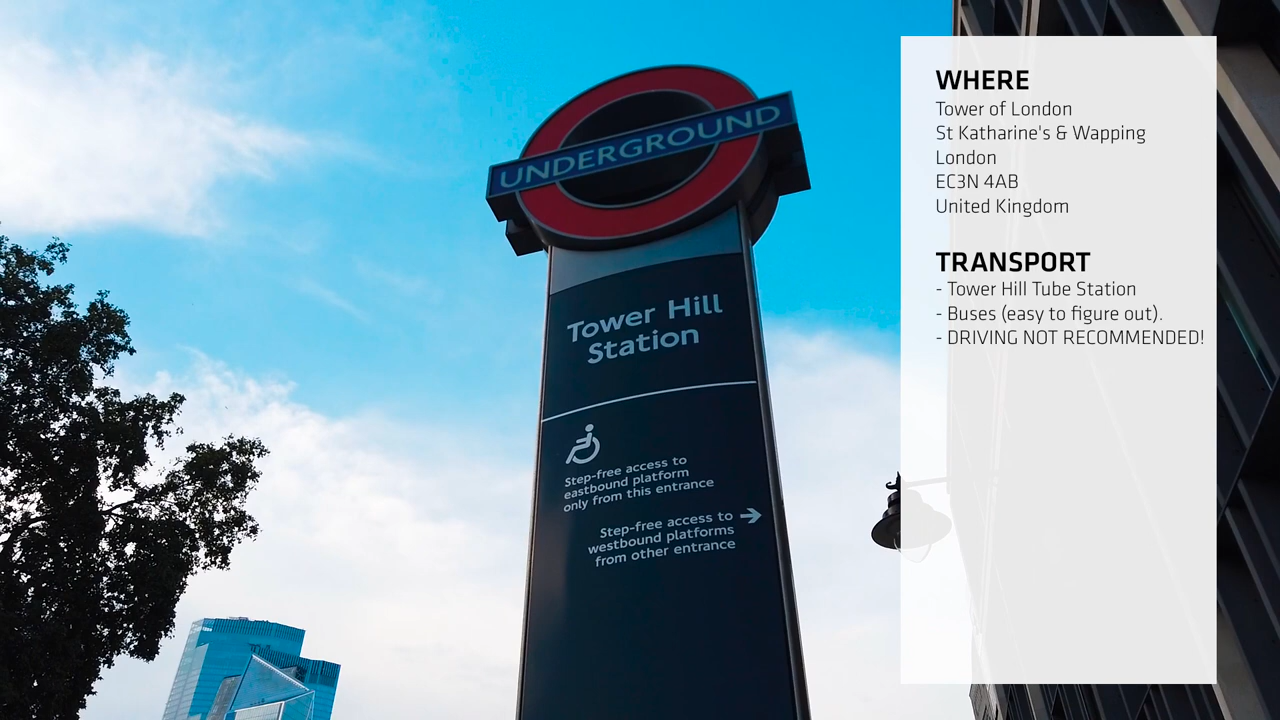 UNDERGROUND
Tower Hill
Station
Step-free access to
eastbound platform
only from this entrance
Step-free access to →
westbound platforms
from other entrance
WHERE
Tower of London
St Katharine's & Wapping
London
EC3N 4AB
United Kingdom
TRANSPORT
- Tower Hill Tube Station
- Buses (easy to figure out).
- DRIVING NOT RECOMMENDED!